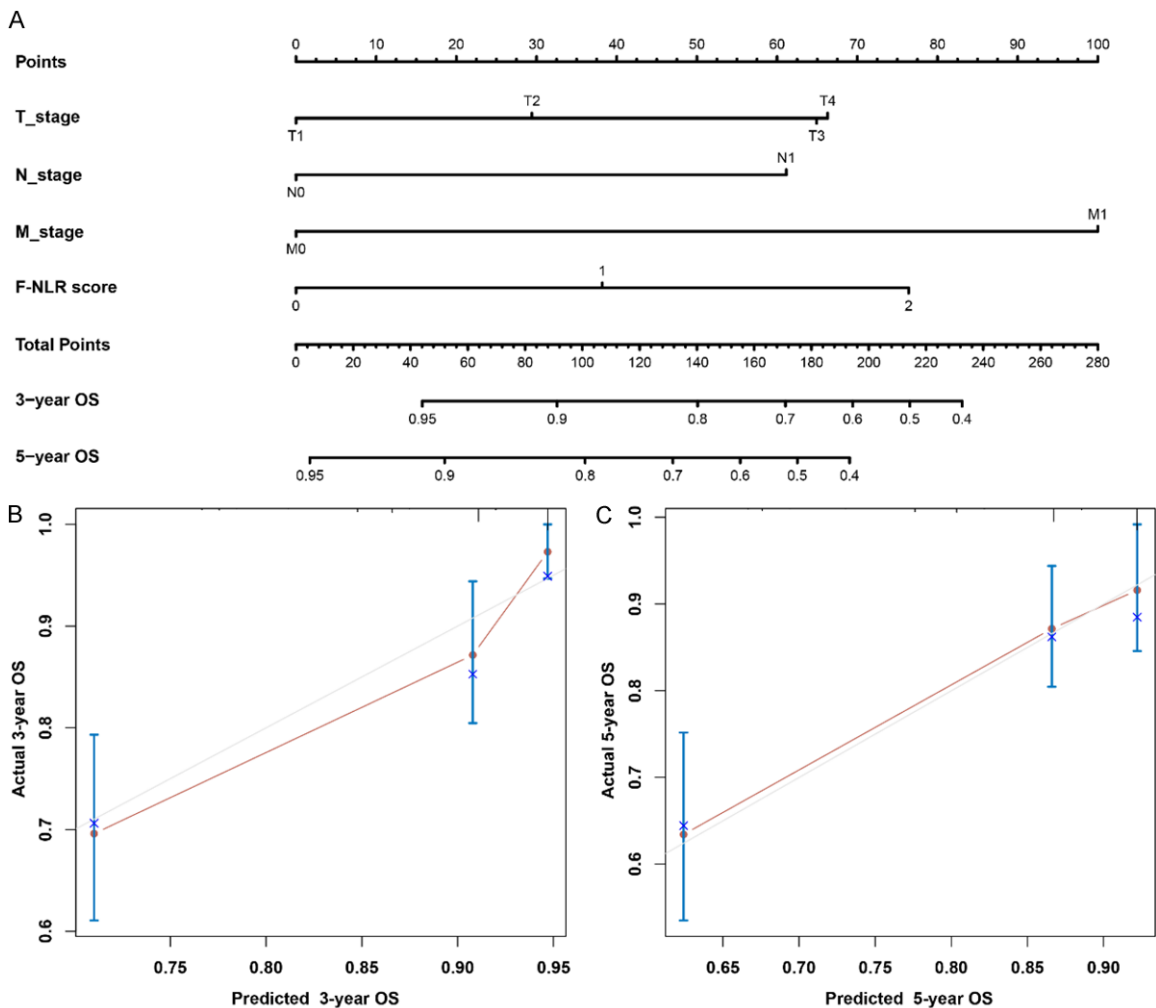 A
0 10 20 30 40 50 60 70 80 90 100
Points
T2 T4
T_stage
T1 T3
N1
N_stage
N0
M1
M_stage
M0
1
F-NLR score
0 2
Total Points
0 20 40 60 80 100 120 140 160 180 200 220 240 260 280
3−year OS
0.95 0.9 0.8 0.7 0.6 0.5 0.4
5−year OS
0.95 0.9 0.8 0.7 0.6 0.5 0.4
B
1.0
0.9
0.8
0.7
0.6
Actual 3-year OS
0.75 0.80 0.85 0.90 0.95
Predicted 3-year OS
C
1.0
0.9
0.8
0.7
0.6
Actual 5-year OS
0.65 0.70 0.75 0.80 0.85 0.90
Predicted 5-year OS